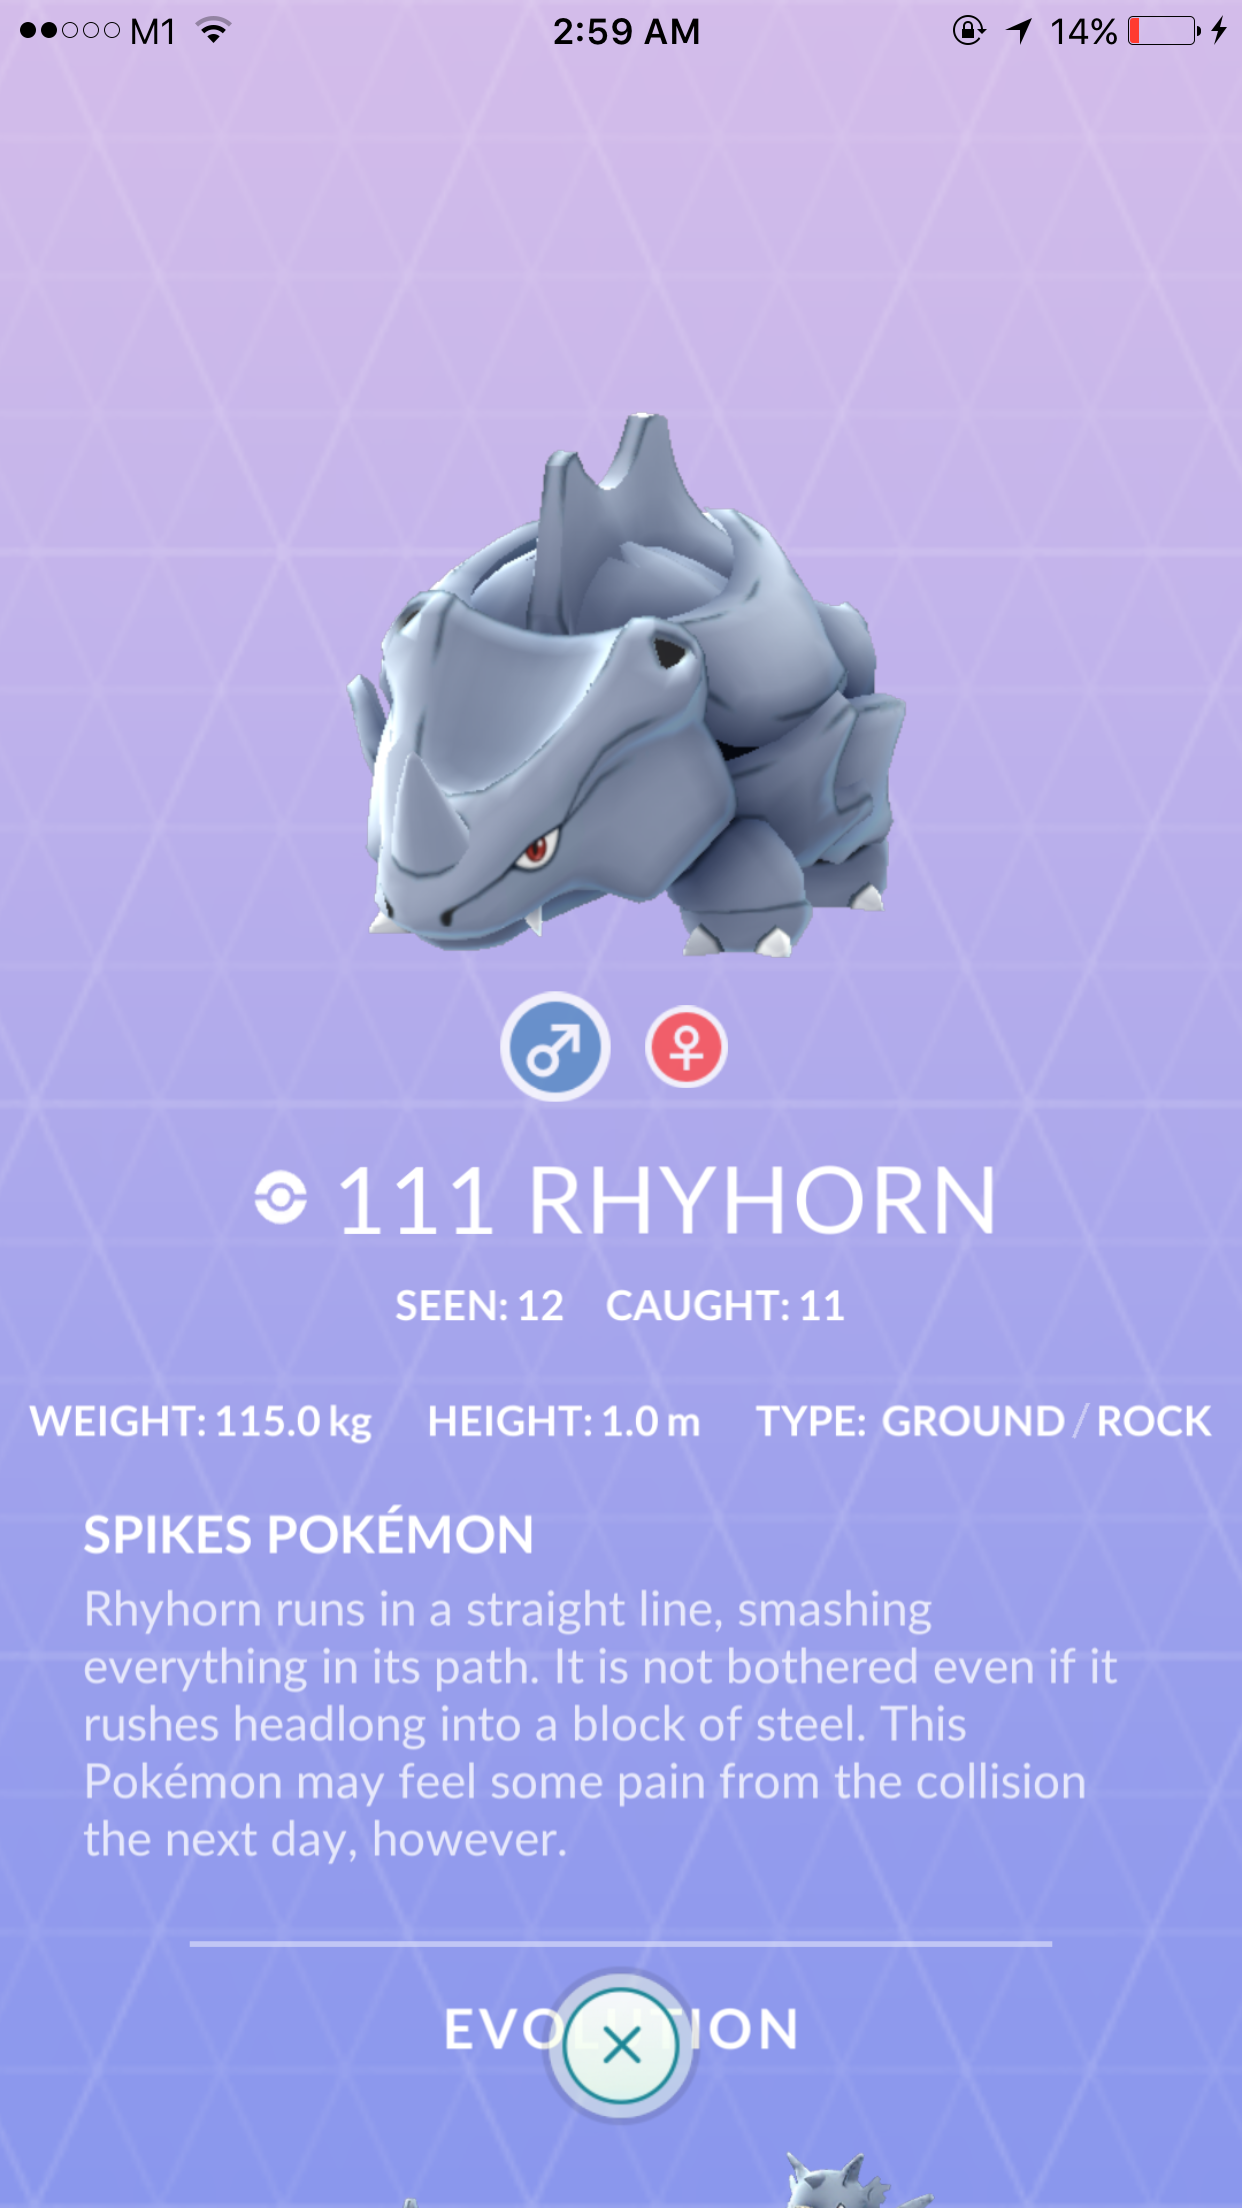 M1 2:59 AM 14%
111 RHYHORN
SEEN: 12 CAUGHT: 11
WEIGHT: 115.0 kg HEIGHT: 1.0 m TYPE: GROUND / ROCK
SPIKES POKÉMON
Rhyhorn runs in a straight line, smashing
everything in its path. It is not bothered even if it
rushes headlong into a block of steel. This
Pokémon may feel some pain from the collision
the next day, however.
EVOLUTION